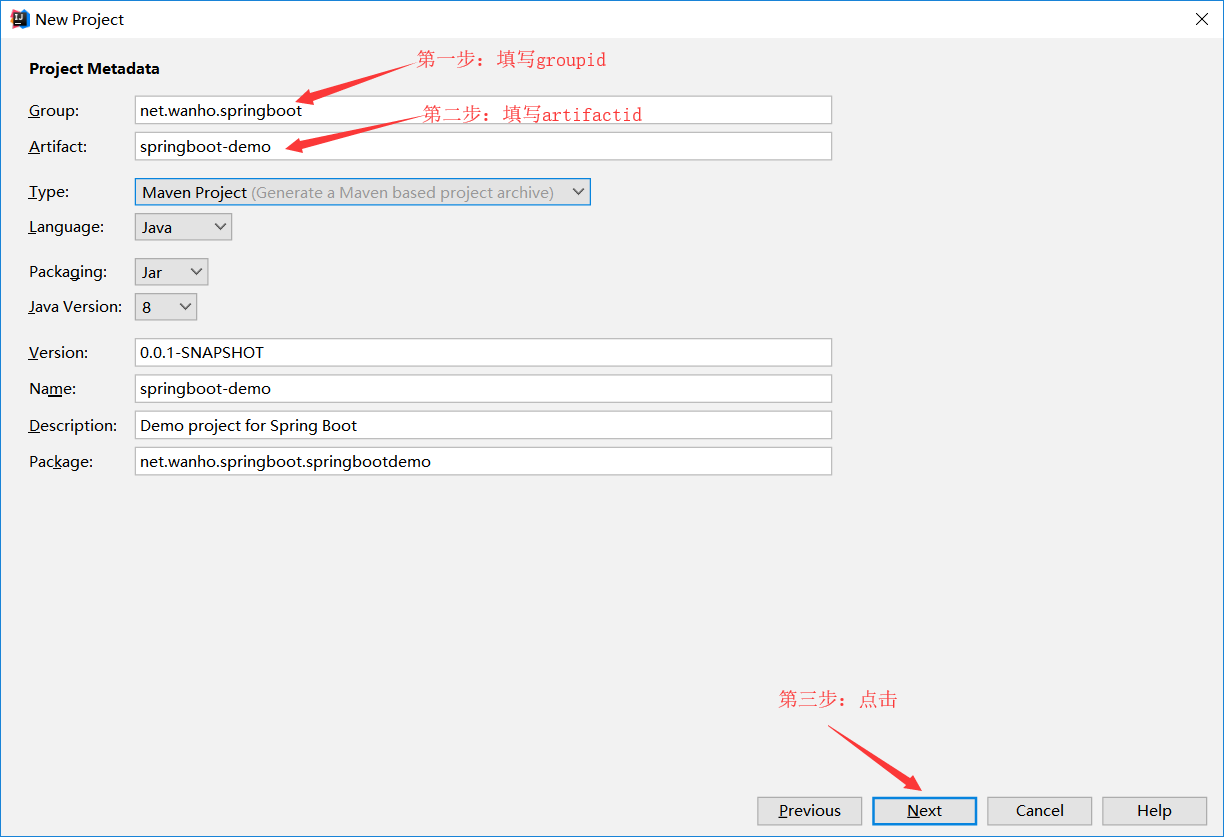 New Project
Project Metadata
第一步：填写groupid
Group: net.wanho.springboot
第二步：填写artifactid
Artifact: springboot-demo
Type: Maven Project (Generate a Maven based project archive)
Language: Java
Packaging: Jar
Java Version: 8
Version: 0.0.1-SNAPSHOT
Name: springboot-demo
Description: Demo project for Spring Boot
Package: net.wanho.springboot.springbootdemo
第三步：点击
Previous Next Cancel Help